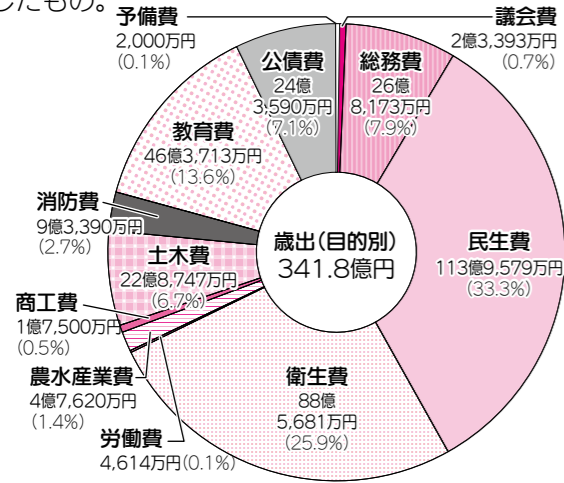 したもの。
予備費
2,000万円
(0.1%)
議会費
2億3,393万円
(0.7%)
公債費
24億
3,590万円
(7.1%)
総務費
26億
8,173万円
(7.9%)
教育費
46億3,713万円
(13.6%)
消防費
9億3,390万円
(2.7%)
土木費
22億8,747万円
(6.7%)
歳出(目的別)
341.8億円
民生費
113億9,579万円
(33.3%)
商工費
1億7,500万円
(0.5%)
農水産業費
4億7,620万円
(1.4%)
労働費
4,614万円(0.1%)
衛生費
88億
5,681万円
(25.9%)